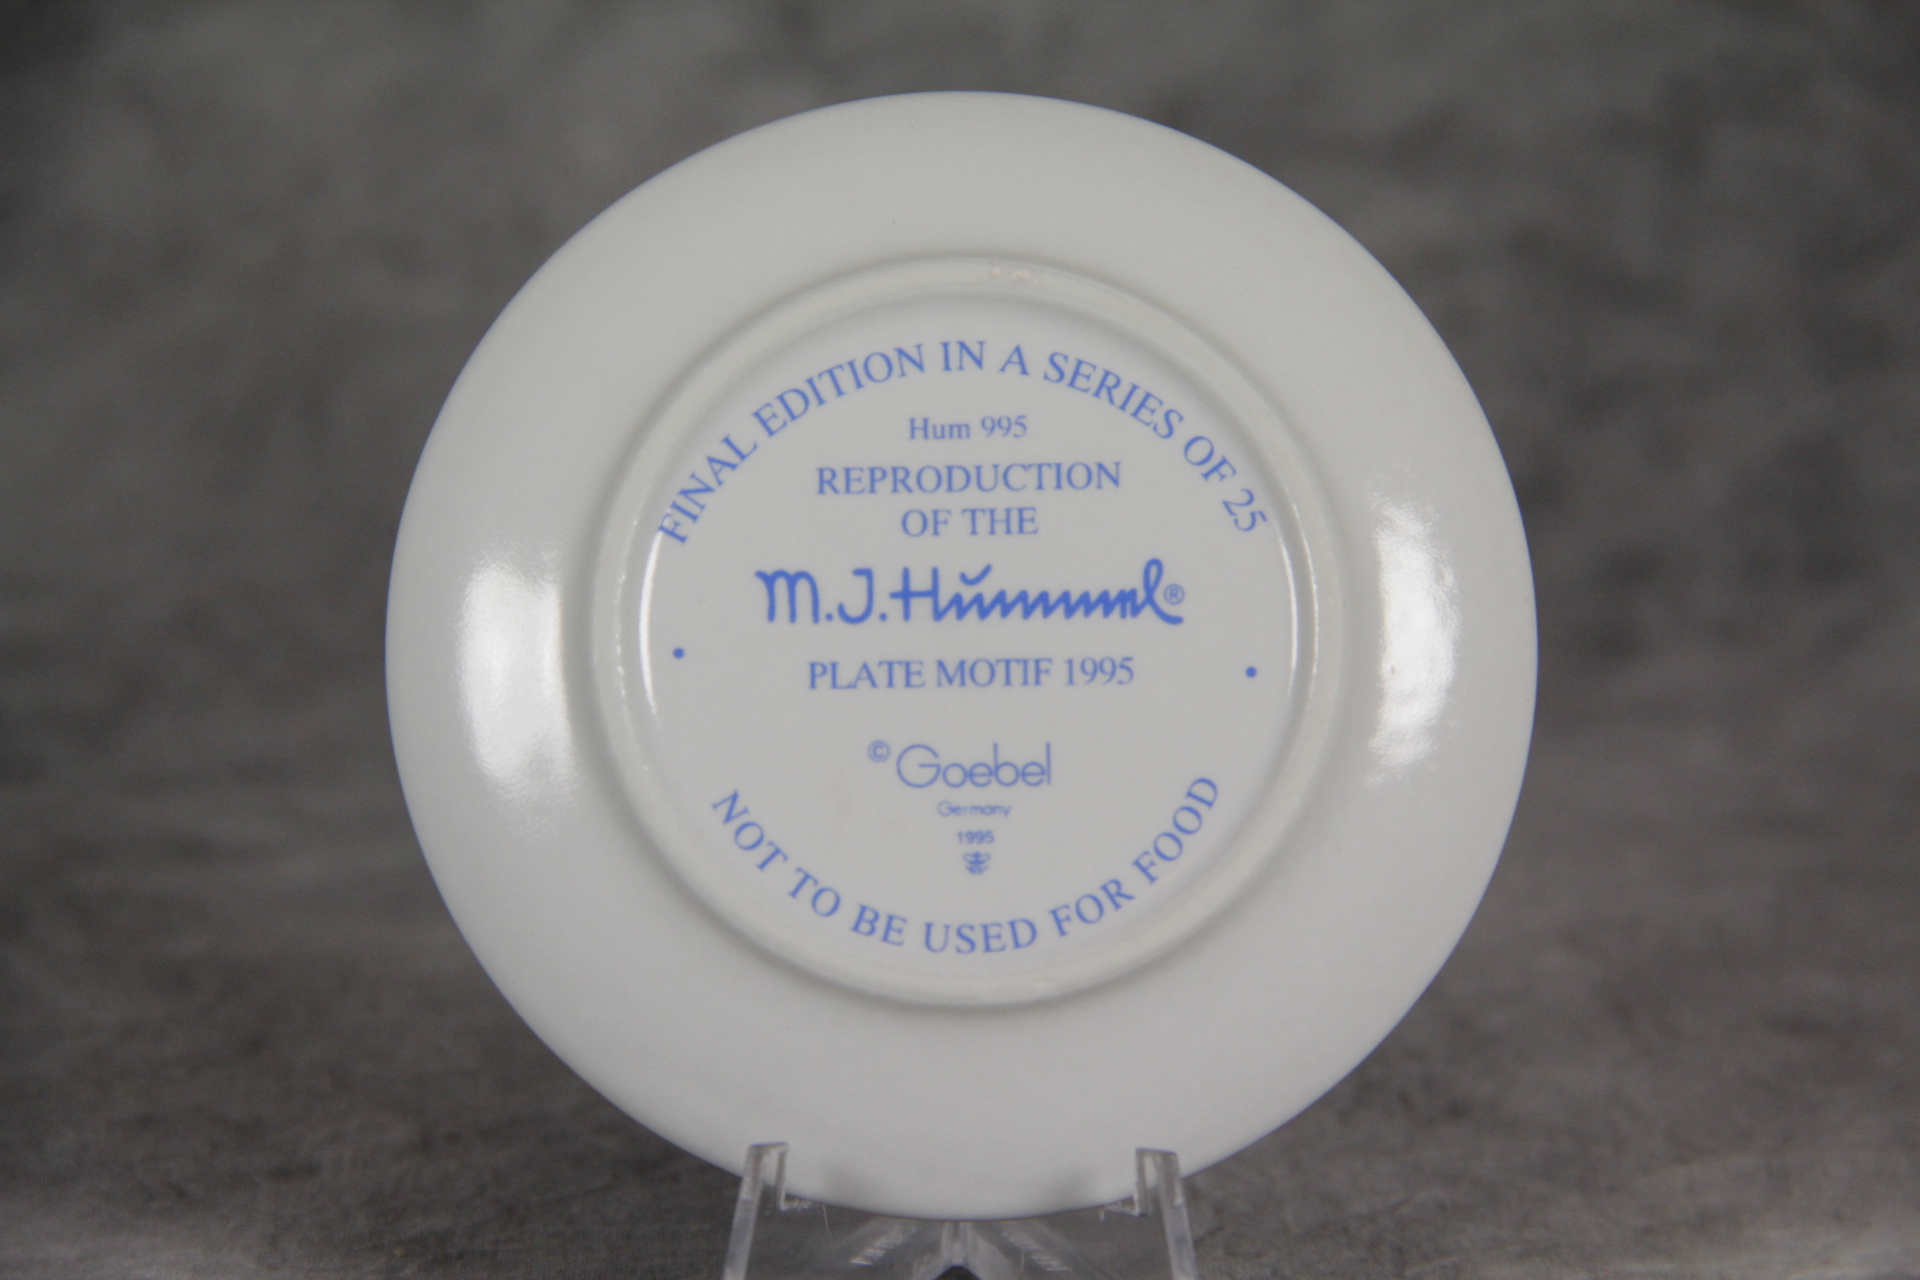 FINAL EDITION IN A SERIES OF 25
Hum 995
REPRODUCTION
OF THE
M.J.Hummel®
PLATE MOTIF 1995
© Goebel
Germany
1995
NOT TO BE USED FOR FOOD